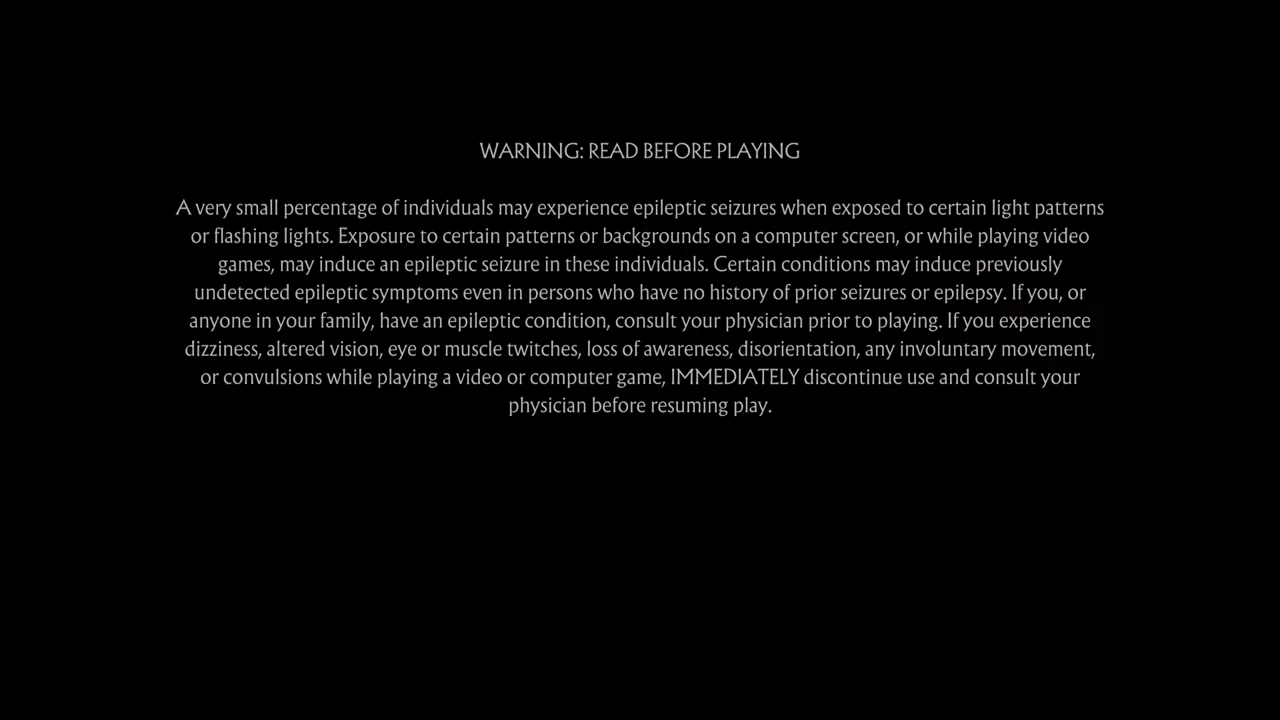 WARNING: READ BEFORE PLAYING
A very small percentage of individuals may experience epileptic seizures when exposed to certain light patterns
or flashing lights. Exposure to certain patterns or backgrounds on a computer screen, or while playing video
games, may induce an epileptic seizure in these individuals. Certain conditions may induce previously
undetected epileptic symptoms even in persons who have no history of prior seizures or epilepsy. If you, or
anyone in your family, have an epileptic condition, consult your physician prior to playing. If you experience
dizziness, altered vision, eye or muscle twitches, loss of awareness, disorientation, any involuntary movement,
or convulsions while playing a video or computer game, IMMEDIATELY discontinue use and consult your
physician before resuming play.